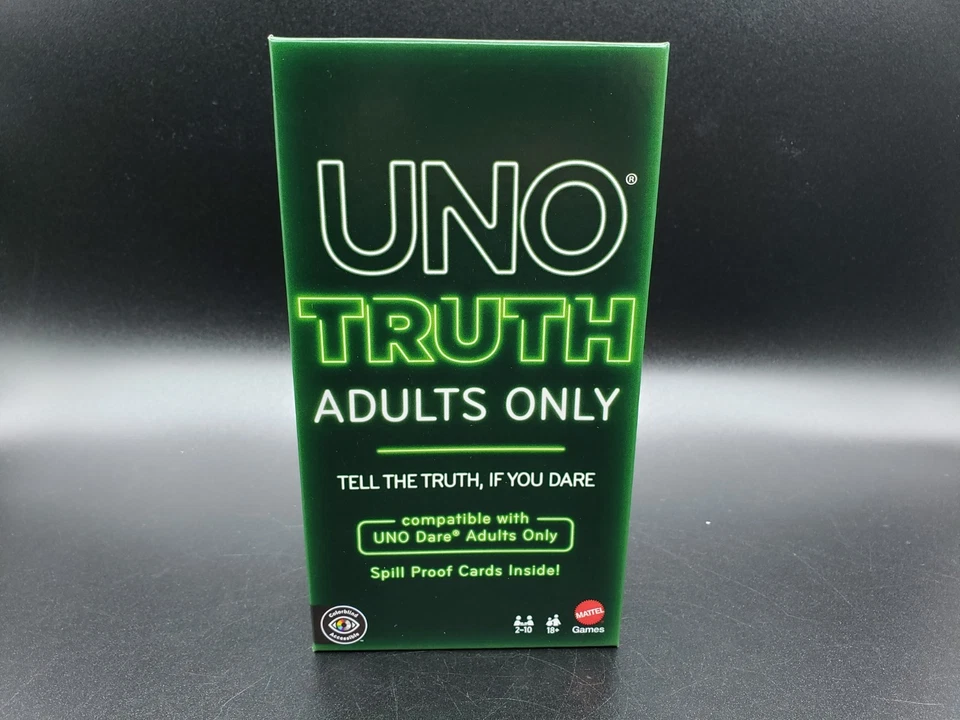 UNO®
TRUTH
ADULTS ONLY
TELL THE TRUTH, IF YOU DARE
compatible with
UNO Dare® Adults Only
Spill Proof Cards Inside!
Colorblind
Accessible
2-10
18+
MATTEL
Games